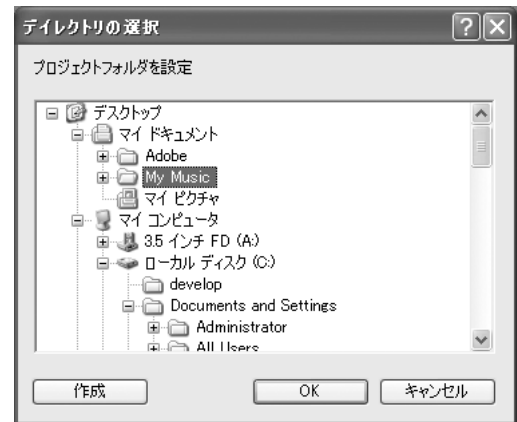 デイレクトリの選択
プロジェクトフォルダを設定
デスクトップ
マイ ドキュメント
Adobe
My Music
マイ ピクチャ
マイ コンピュータ
3.5 インチ FD (A:)
ローカル ディスク (C:)
develop
Documents and Settings
Administrator
All Users
作成
OK
キャンセル